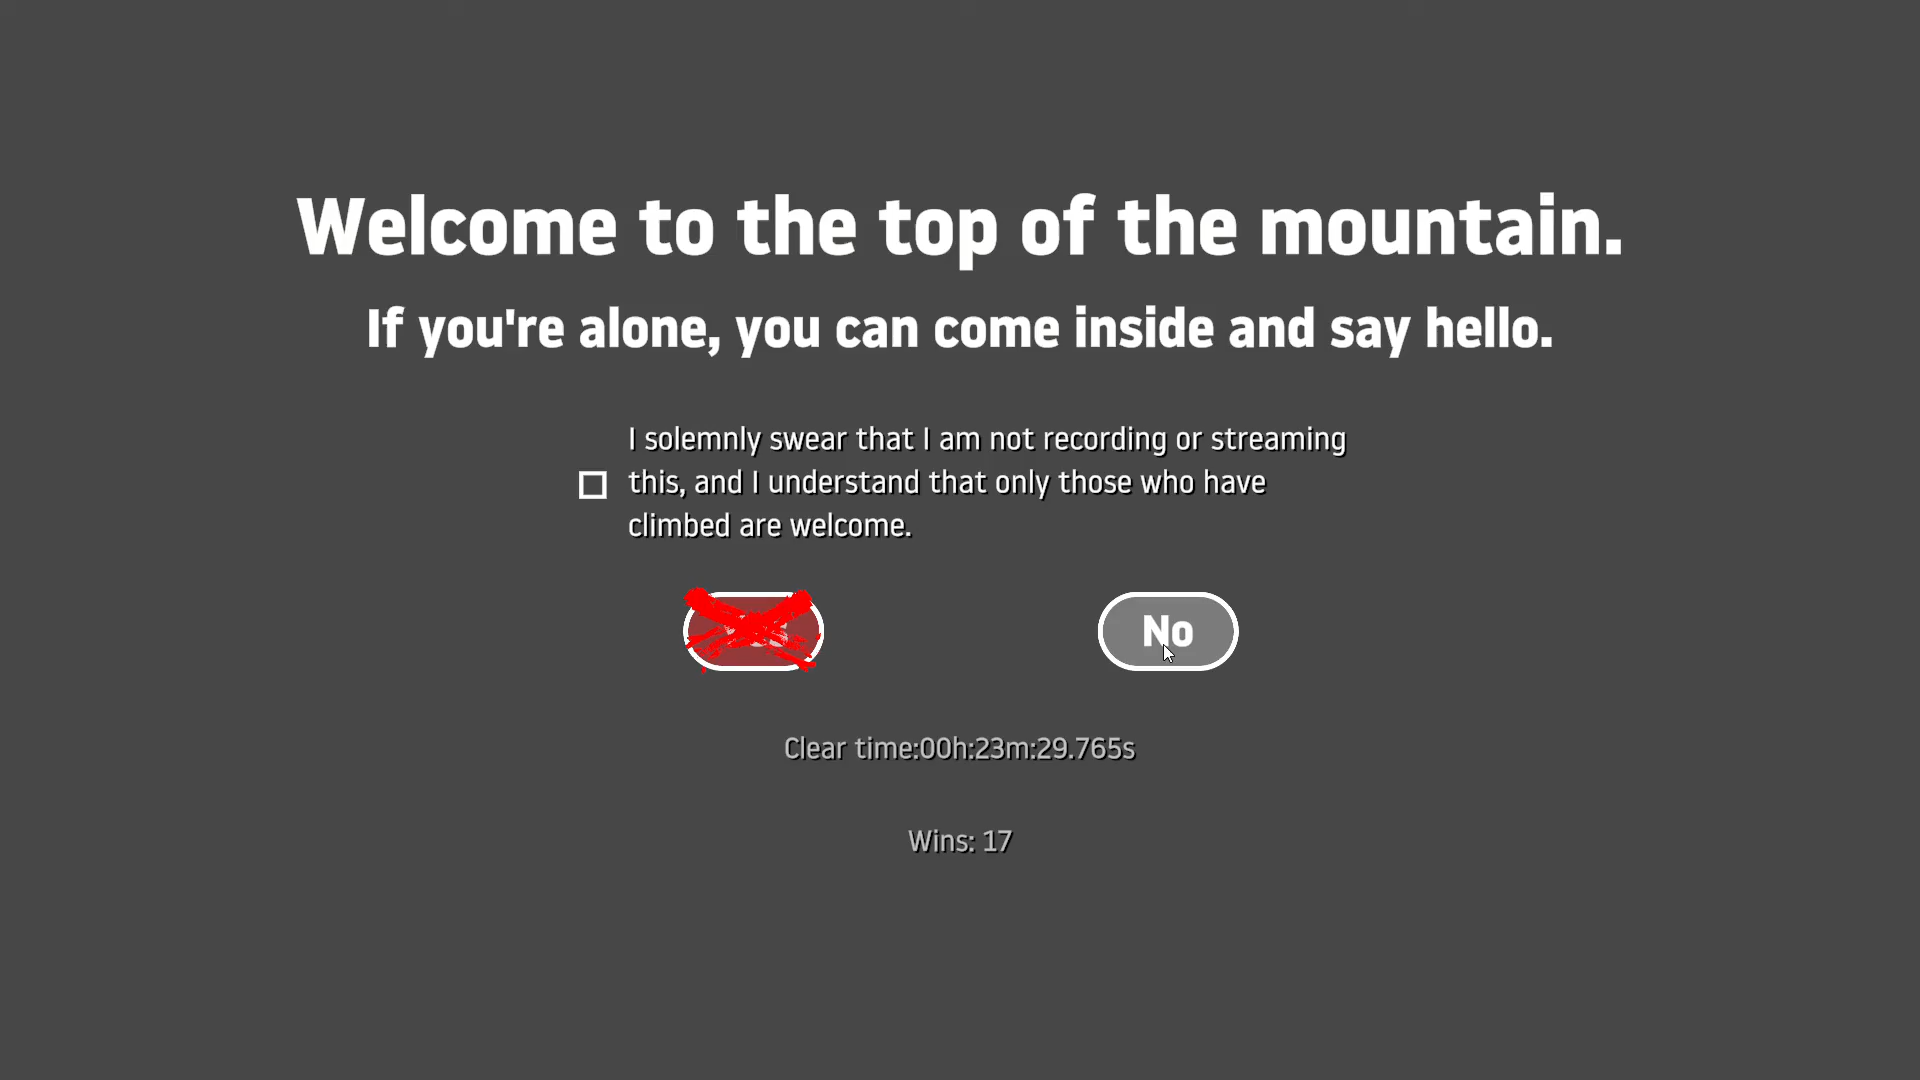 Welcome to the top of the mountain.
If you're alone, you can come inside and say hello.
I solemnly swear that I am not recording or streaming
this, and I understand that only those who have
climbed are welcome.
No
Clear time:00h:23m:29.765s
Wins: 17